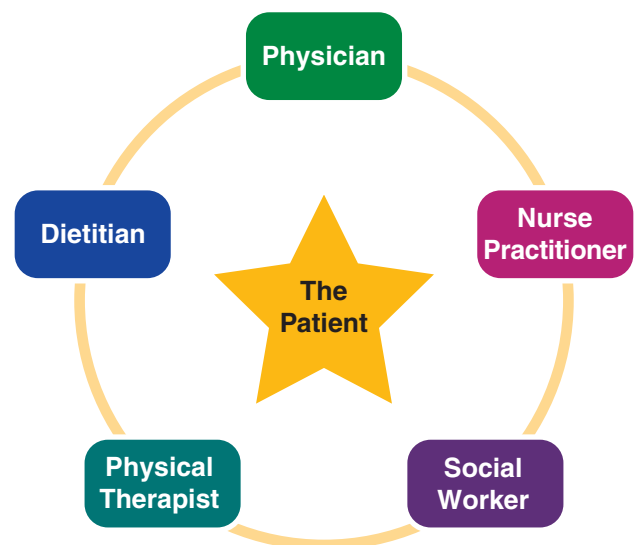 Physician
Dietitian
Nurse
Practitioner
The
Patient
Physical
Therapist
Social
Worker